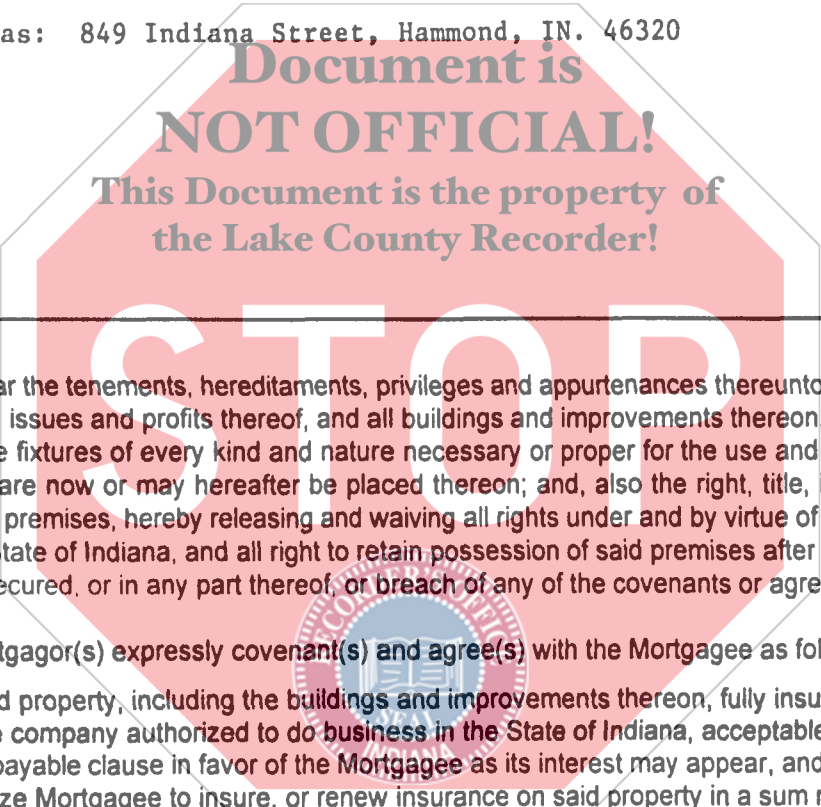 as: 849 Indiana Street, Hammond, IN. 46320
Document is
NOT OFFICIAL!
This Document is the property of
the Lake County Recorder!
STOP
the tenements, hereditaments, privileges and appurtenances thereunto
issues and profits thereof, and all buildings and improvements thereon
fixtures of every kind and nature necessary or proper for the use and
are now or may hereafter be placed thereon; and, also the right, title,
premises, hereby releasing and waiving all rights under and by virtue of
tate of Indiana, and all right to retain possession of said premises after
ecured, or in any part thereof, or breach of any of the covenants or agre
tgagor(s) expressly covenant(s) and agree(s) with the Mortgagee as fol
d property, including the buildings and improvements thereon, fully insu
company authorized to do business in the State of Indiana, acceptable
payable clause in favor of the Mortgagee as its interest may appear, and
ze Mortgagee to insure, or renew insurance on said property in a sum
RECORDER'S OFFICE
SEAL
INDIANA